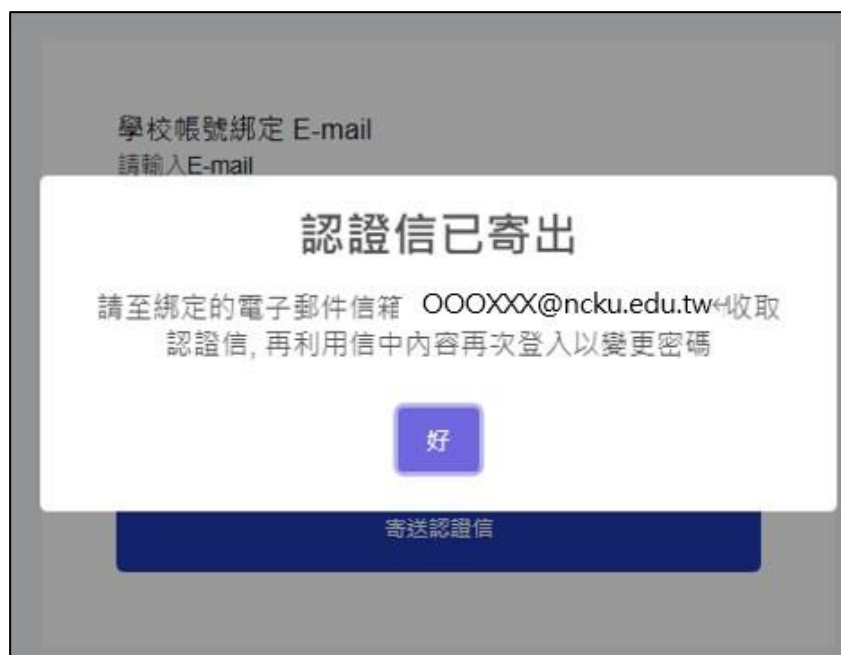 學校帳號綁定 E-mail
請輸入E-mail
認證信已寄出
請至綁定的電子郵件信箱 OOOXXX@ncku.edu.tw↵收取
認證信, 再利用信中內容再次登入以變更密碼
好
寄送認證信